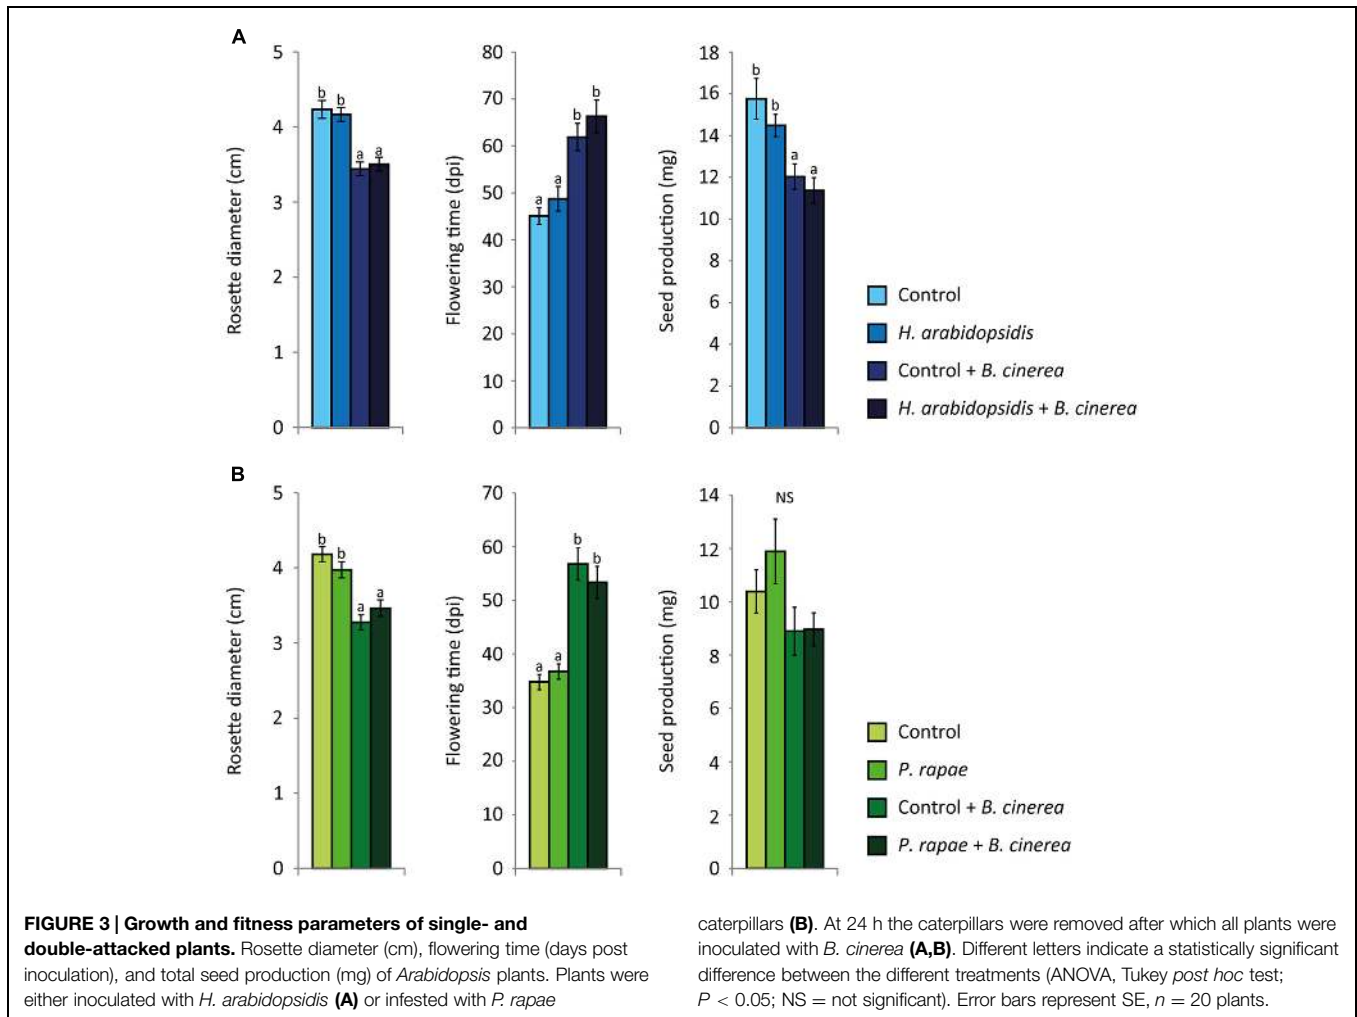 A
5
4
3
2
1
0
Rosette diameter (cm)
b
b
a
a
80
70
60
50
40
30
20
10
0
Flowering time (dpi)
a
a
b
b
18
16
14
12
10
8
6
4
2
0
Seed production (mg)
b
b
a
a
Control
H. arabidopsidis
Control + B. cinerea
H. arabidopsidis + B. cinerea
B
5
4
3
2
1
0
Rosette diameter (cm)
b
b
a
a
70
60
50
40
30
20
10
0
Flowering time (dpi)
a
a
b
b
14
12
10
8
6
4
2
0
Seed production (mg)
NS
Control
P. rapae
Control + B. cinerea
P. rapae + B. cinerea
FIGURE 3 | Growth and fitness parameters of single- and
double-attacked plants. Rosette diameter (cm), flowering time (days post
inoculation), and total seed production (mg) of Arabidopsis plants. Plants were
either inoculated with H. arabidopsidis (A) or infested with P. rapae
caterpillars (B). At 24 h the caterpillars were removed after which all plants were
inoculated with B. cinerea (A,B). Different letters indicate a statistically significant
difference between the different treatments (ANOVA, Tukey post hoc test;
P < 0.05; NS = not significant). Error bars represent SE, n = 20 plants.